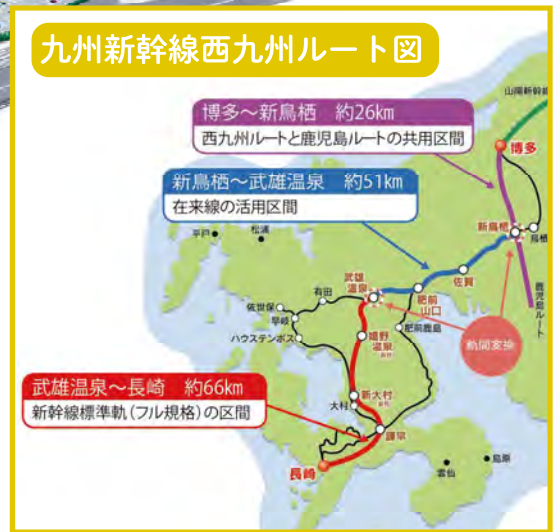 九州新幹線西九州ルート図
山陽新幹線
博多～新鳥栖 約26km
西九州ルートと鹿児島ルートの共用区間
博多
新鳥栖～武雄温泉 約51km
在来線の活用区間
新鳥栖
鳥栖
平戸
松浦
武雄
温泉
佐賀
鹿児島ルート
有田
肥前
山口
佐世保
早岐
ハウステンボス
嬉野
温泉
肥前鹿島
軌間変換
武雄温泉～長崎 約66km
新幹線標準軌(フル規格)の区間
新大村
大村
諫早
長崎
雲仙
島原